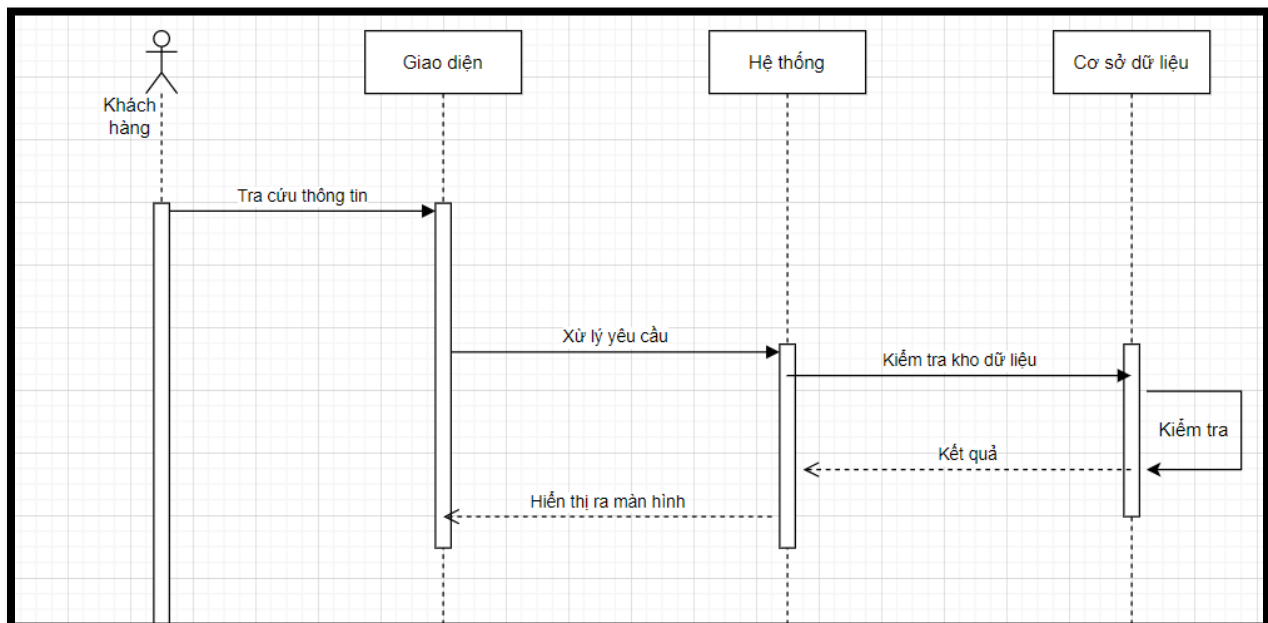 Khách
hàng
Giao diện
Hệ thống
Cơ sở dữ liệu
Tra cứu thông tin
Xử lý yêu cầu
Kiểm tra kho dữ liệu
Kiểm tra
Kết quả
Hiển thị ra màn hình